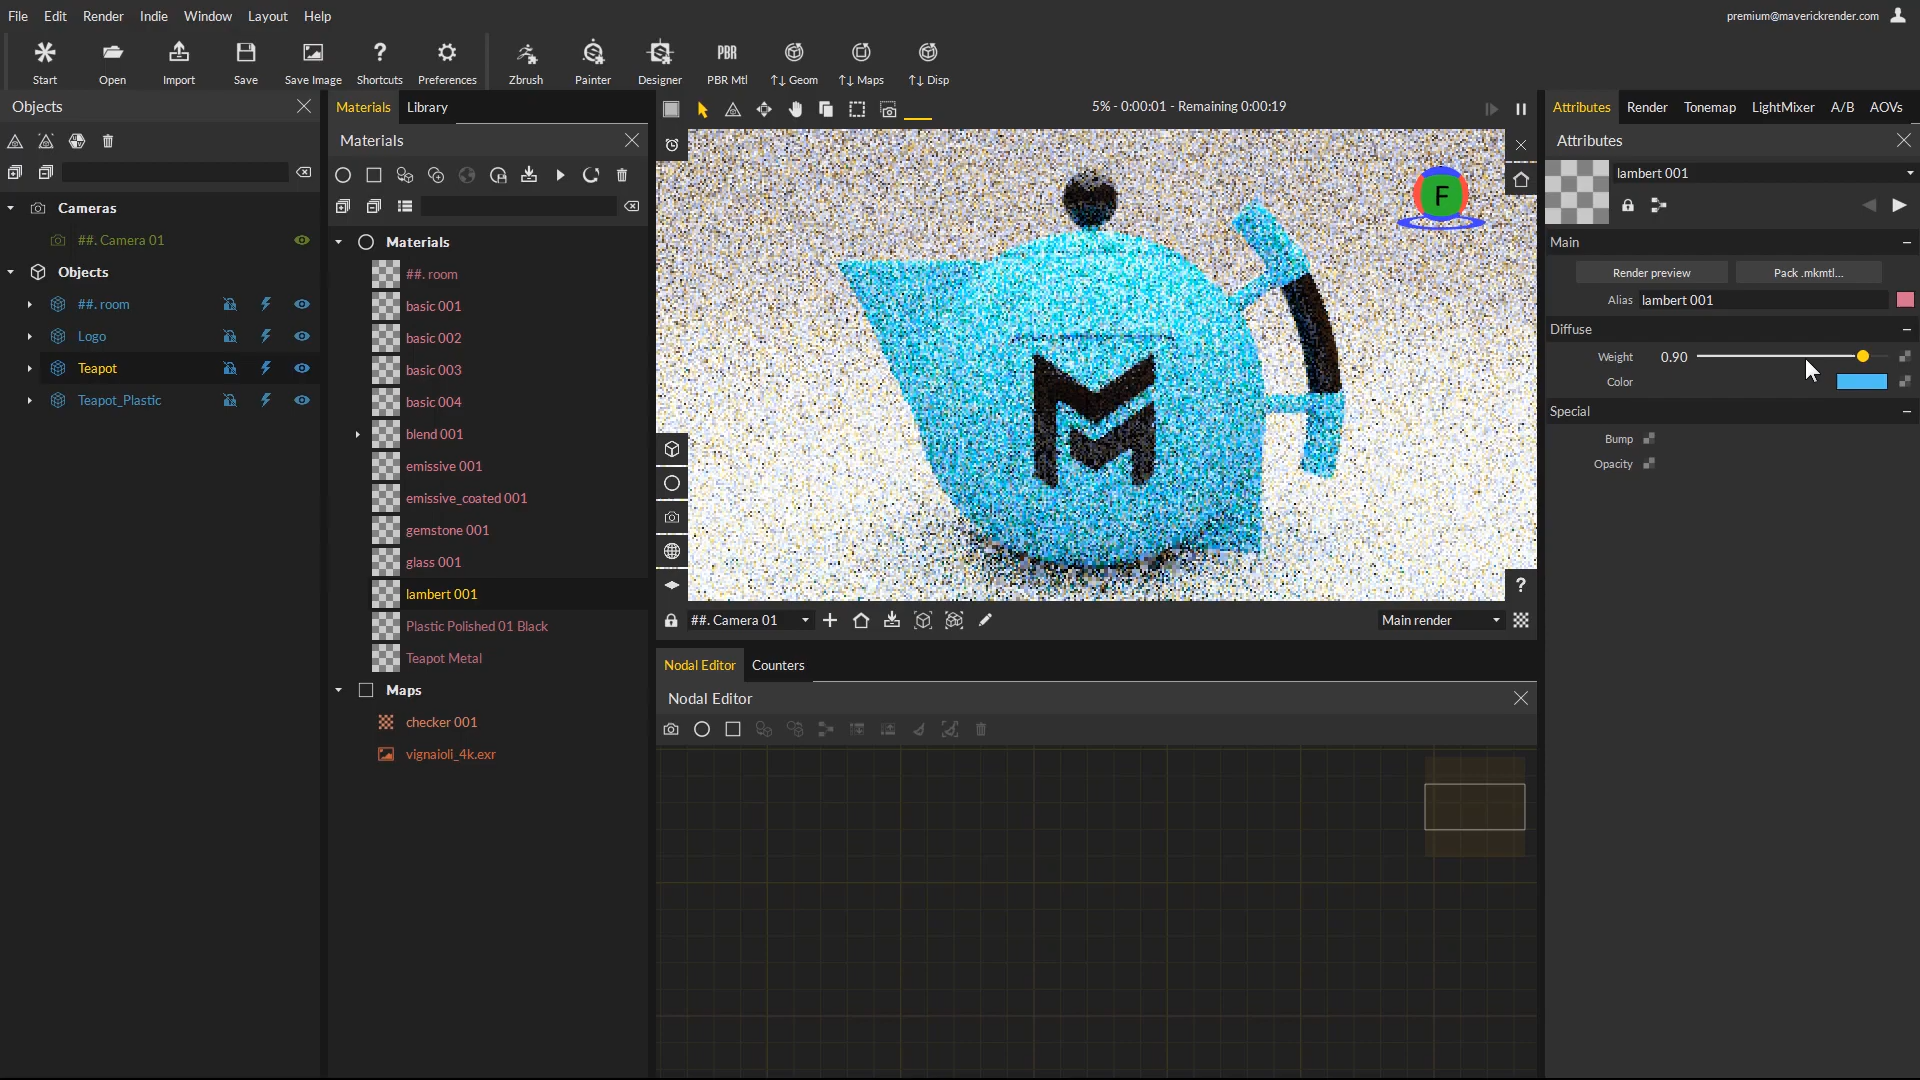 File Edit Render Indie Window Layout Help
premium@maverickrender.com
Start Open Import Save Save Image Shortcuts Preferences Zbrush Painter Designer PBR PBR Mtl ↑↓ Geom ↑↓ Maps ↑↓ Disp
Objects
##. Camera 01
Cameras
Objects
##. room
Logo
Teapot
Teapot_Plastic
Materials Library
Materials
Materials
##. room
basic 001
basic 002
basic 003
basic 004
blend 001
emissive 001
emissive_coated 001
gemstone 001
glass 001
lambert 001
Plastic Polished 01 Black
Teapot Metal
Maps
checker 001
vignaioli_4k.exr
5% - 0:00:01 - Remaining 0:00:19
F
M
##. Camera 01
Main render
Nodal Editor Counters
Nodal Editor
Attributes Render Tonemap LightMixer A/B AOVs
Attributes
lambert 001
Main
Render preview Pack .mkmtl...
Alias lambert 001
Diffuse
Weight 0.90
Color
Special
Bump
Opacity